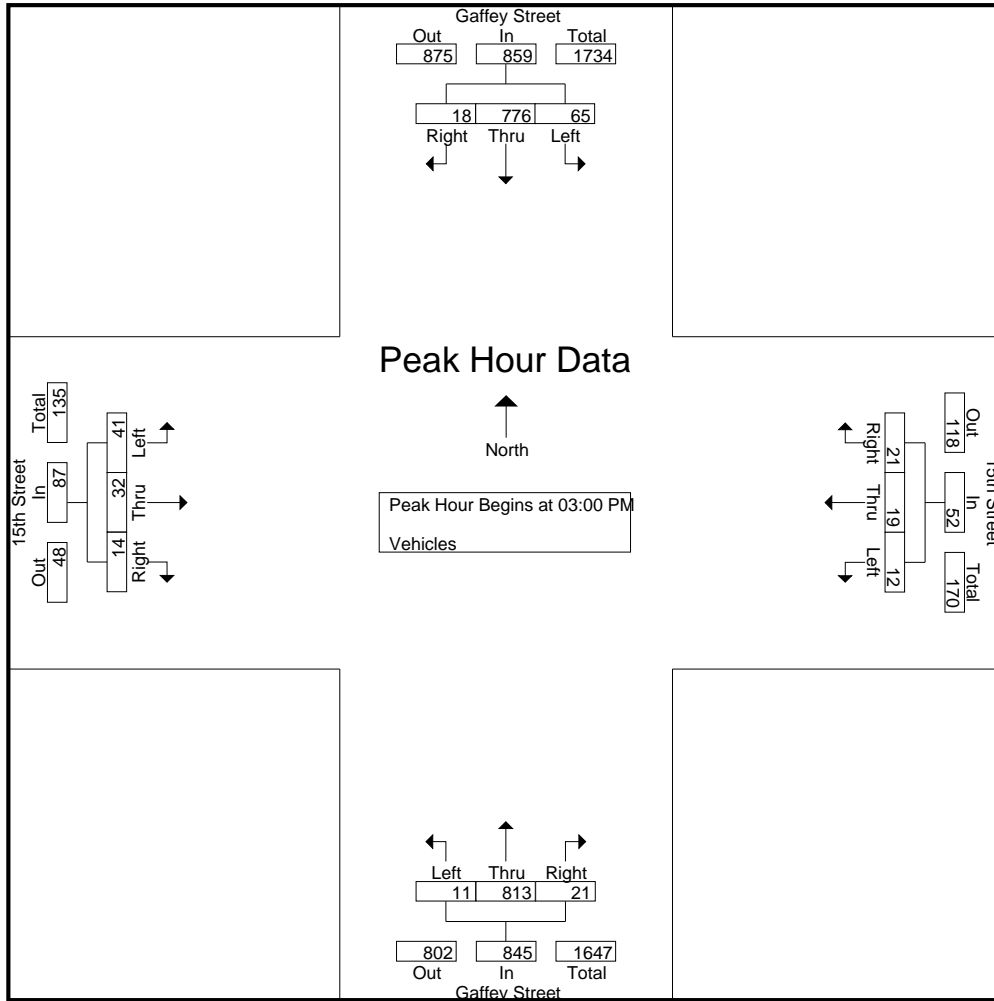 Gaffey Street
Out In Total
875 859 1734
18 776 65
Right Thru Left
Peak Hour Data
North
Peak Hour Begins at 03:00 PM
Vehicles
15th Street
Total In Out
135 87 48
41 32 14
Left Thru Right
Right Thru Left
21 19 12
118 52 170
Out In Total
15th Street
Left Thru Right
11 813 21
802 845 1647
Out In Total
Gaffey Street